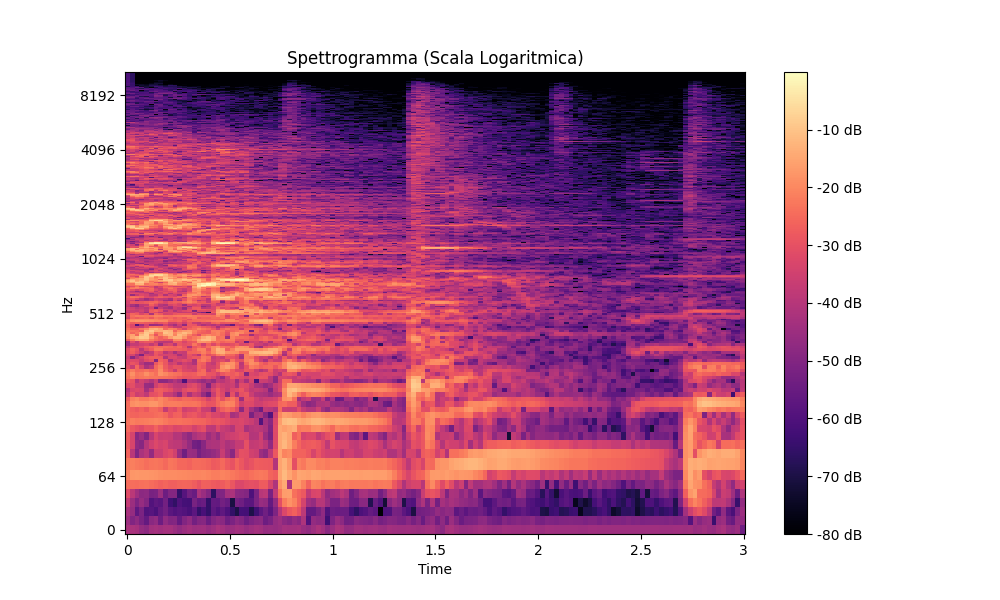 Spettrogramma (Scala Logaritmica)
Hz
8192
4096
2048
1024
512
256
128
64
0
0 0.5 1 1.5 2 2.5 3
Time
-10 dB
-20 dB
-30 dB
-40 dB
-50 dB
-60 dB
-70 dB
-80 dB